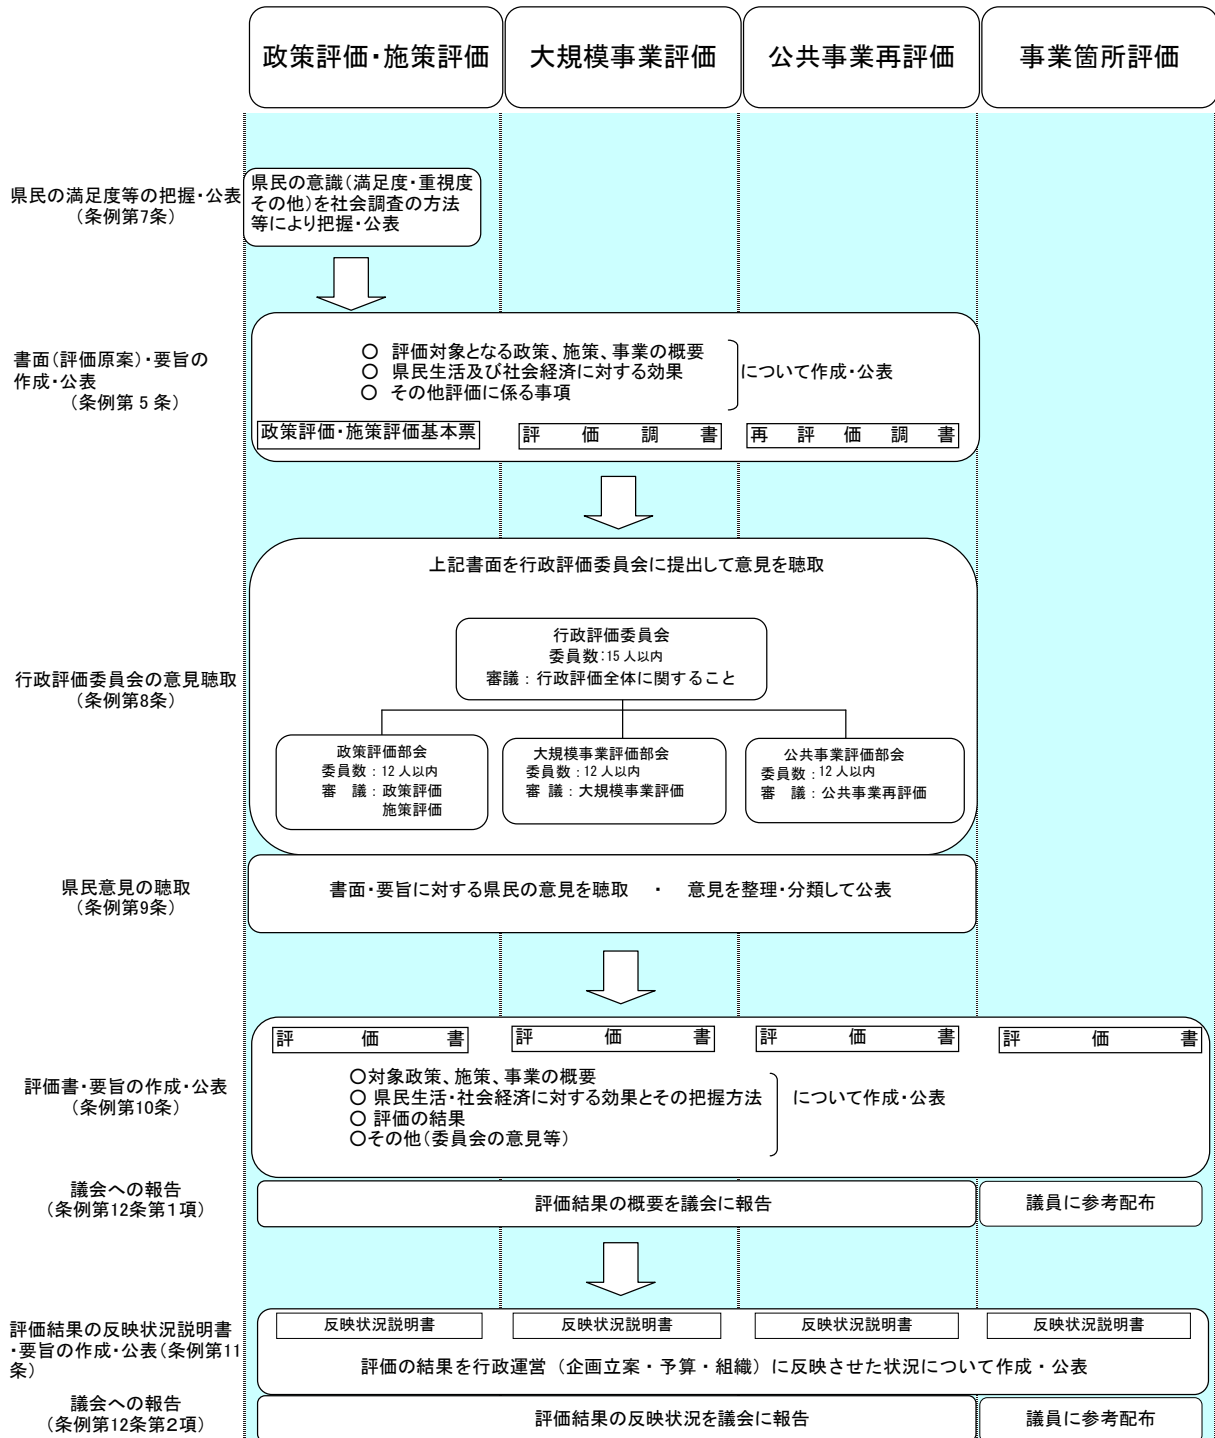 政策評価・施策評価
大規模事業評価
公共事業再評価
事業箇所評価
県民の満足度等の把握・公表
(条例第7条)
県民の意識(満足度・重視度
その他)を社会調査の方法
等により把握・公表
書面(評価原案)・要旨の
作成・公表
(条例第5条)
○ 評価対象となる政策、施策、事業の概要
○ 県民生活及び社会経済に対する効果
○ その他評価に係る事項
について作成・公表
政策評価・施策評価基本票
評価調書
再評価調書
上記書面を行政評価委員会に提出して意見を聴取
行政評価委員会の意見聴取
(条例第8条)
行政評価委員会
委員数:15人以内
審議:行政評価全体に関すること
政策評価部会
委員数:12人以内
審 議:政策評価
施策評価
大規模事業評価部会
委員数:12人以内
審 議:大規模事業評価
公共事業評価部会
委員数:12人以内
審 議:公共事業再評価
県民意見の聴取
(条例第9条)
書面・要旨に対する県民の意見を聴取 ・ 意見を整理・分類して公表
評価書・要旨の作成・公表
(条例第10条)
評価書
評価書
評価書
評価書
○対象政策、施策、事業の概要
○ 県民生活・社会経済に対する効果とその把握方法
○ 評価の結果
○その他(委員会の意見等)
について作成・公表
議会への報告
(条例第12条第1項)
評価結果の概要を議会に報告
議員に参考配布
評価結果の反映状況説明書
・要旨の作成・公表(条例第11
条)
反映状況説明書
反映状況説明書
反映状況説明書
反映状況説明書
評価の結果を行政運営(企画立案・予算・組織)に反映させた状況について作成・公表
議会への報告
(条例第12条第2項)
評価結果の反映状況を議会に報告
議員に参考配布